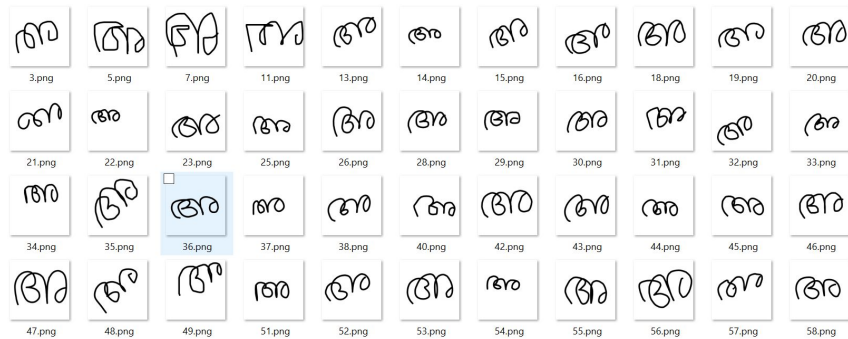 അ അ അ അ അ അ അ അ അ അ അ
3.png 5.png 7.png 11.png 13.png 14.png 15.png 16.png 18.png 19.png 20.png
അ അ അ അ അ അ അ അ അ അ അ
21.png 22.png 23.png 25.png 26.png 28.png 29.png 30.png 31.png 32.png 33.png
അ അ അ അ അ അ അ അ അ അ അ
34.png 35.png 36.png 37.png 38.png 40.png 42.png 43.png 44.png 45.png 46.png
അ അ അ അ അ അ അ അ അ അ അ
47.png 48.png 49.png 51.png 52.png 53.png 54.png 55.png 56.png 57.png 58.png